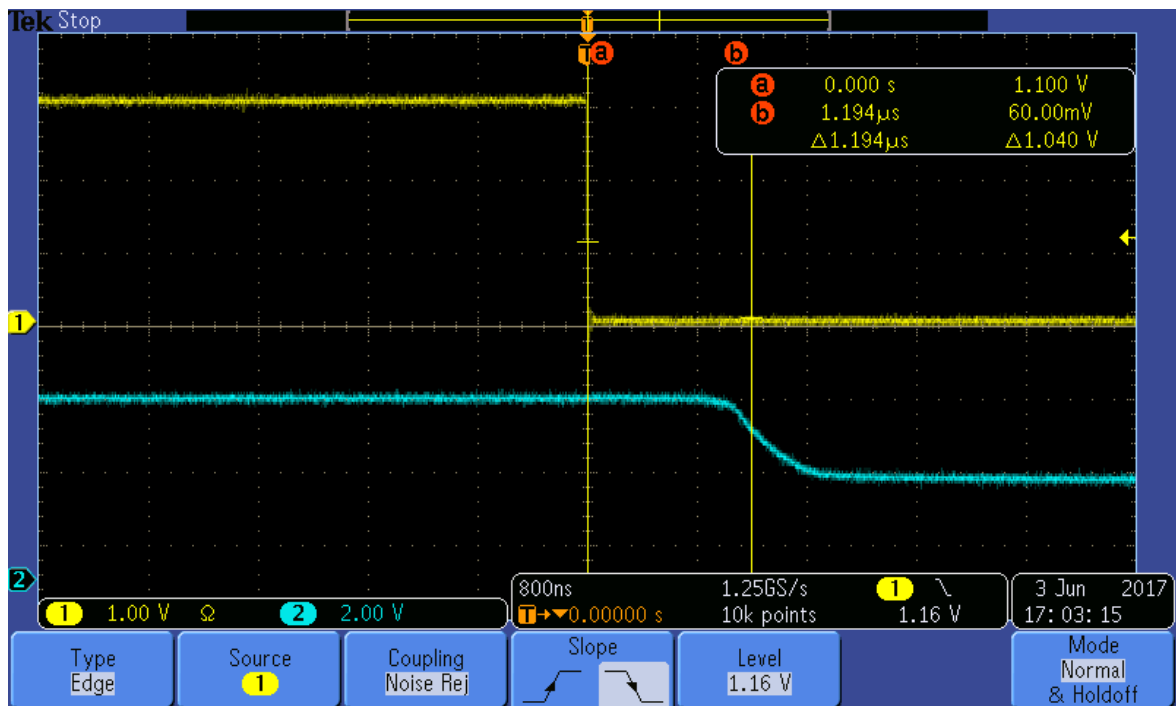 Tek Stop
T
T a b
a 0.000 s 1.100 V
b 1.194µs 60.00mV
△1.194µs △1.040 V
1
2
1 1.00 V Ω 2 2.00 V
800ns 1.25GS/s 1
T→▼0.00000 s 10k points 1.16 V
3 Jun 2017
17:03:15
Type
Edge
Source
1
Coupling
Noise Rej
Slope
Level
1.16 V
Mode
Normal
& Holdoff